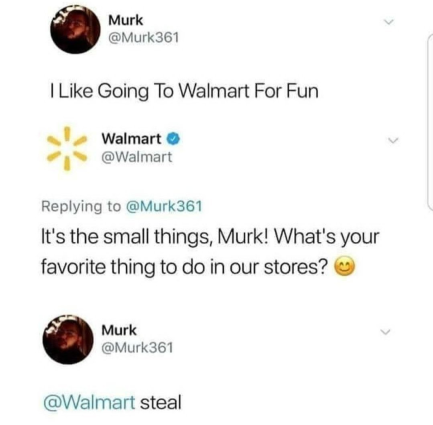 Murk
@Murk361
I Like Going To Walmart For Fun
Walmart
@Walmart
Replying to @Murk361
It's the small things, Murk! What's your
favorite thing to do in our stores? 😊
Murk
@Murk361
@Walmart steal